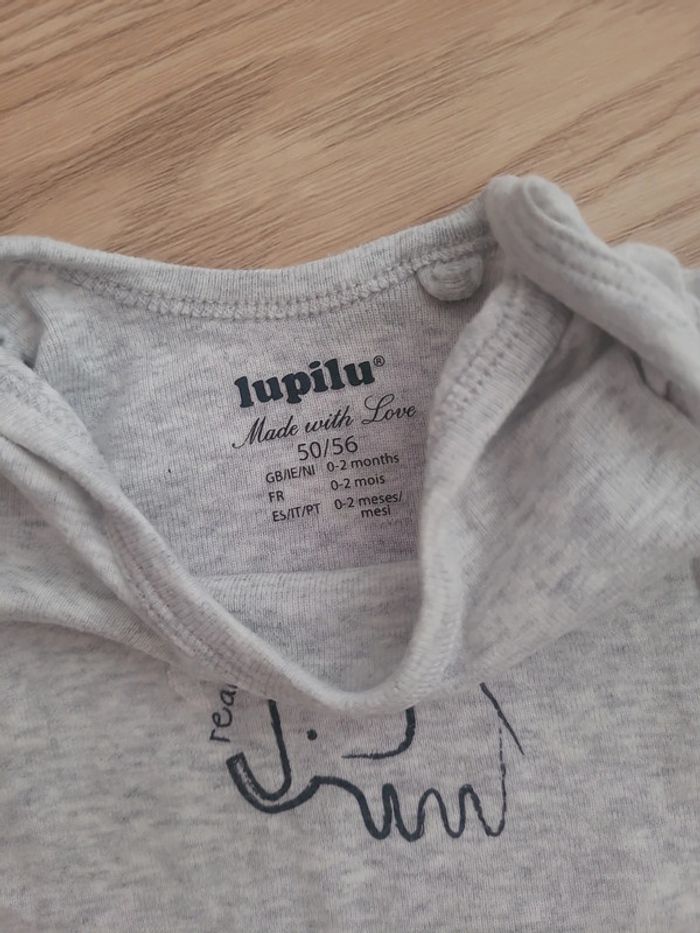 lupilu®
Made with Love
50/56
GB/IE/NI 0-2 months
FR 0-2 mois
ES/IT/PT 0-2 meses/
mesi